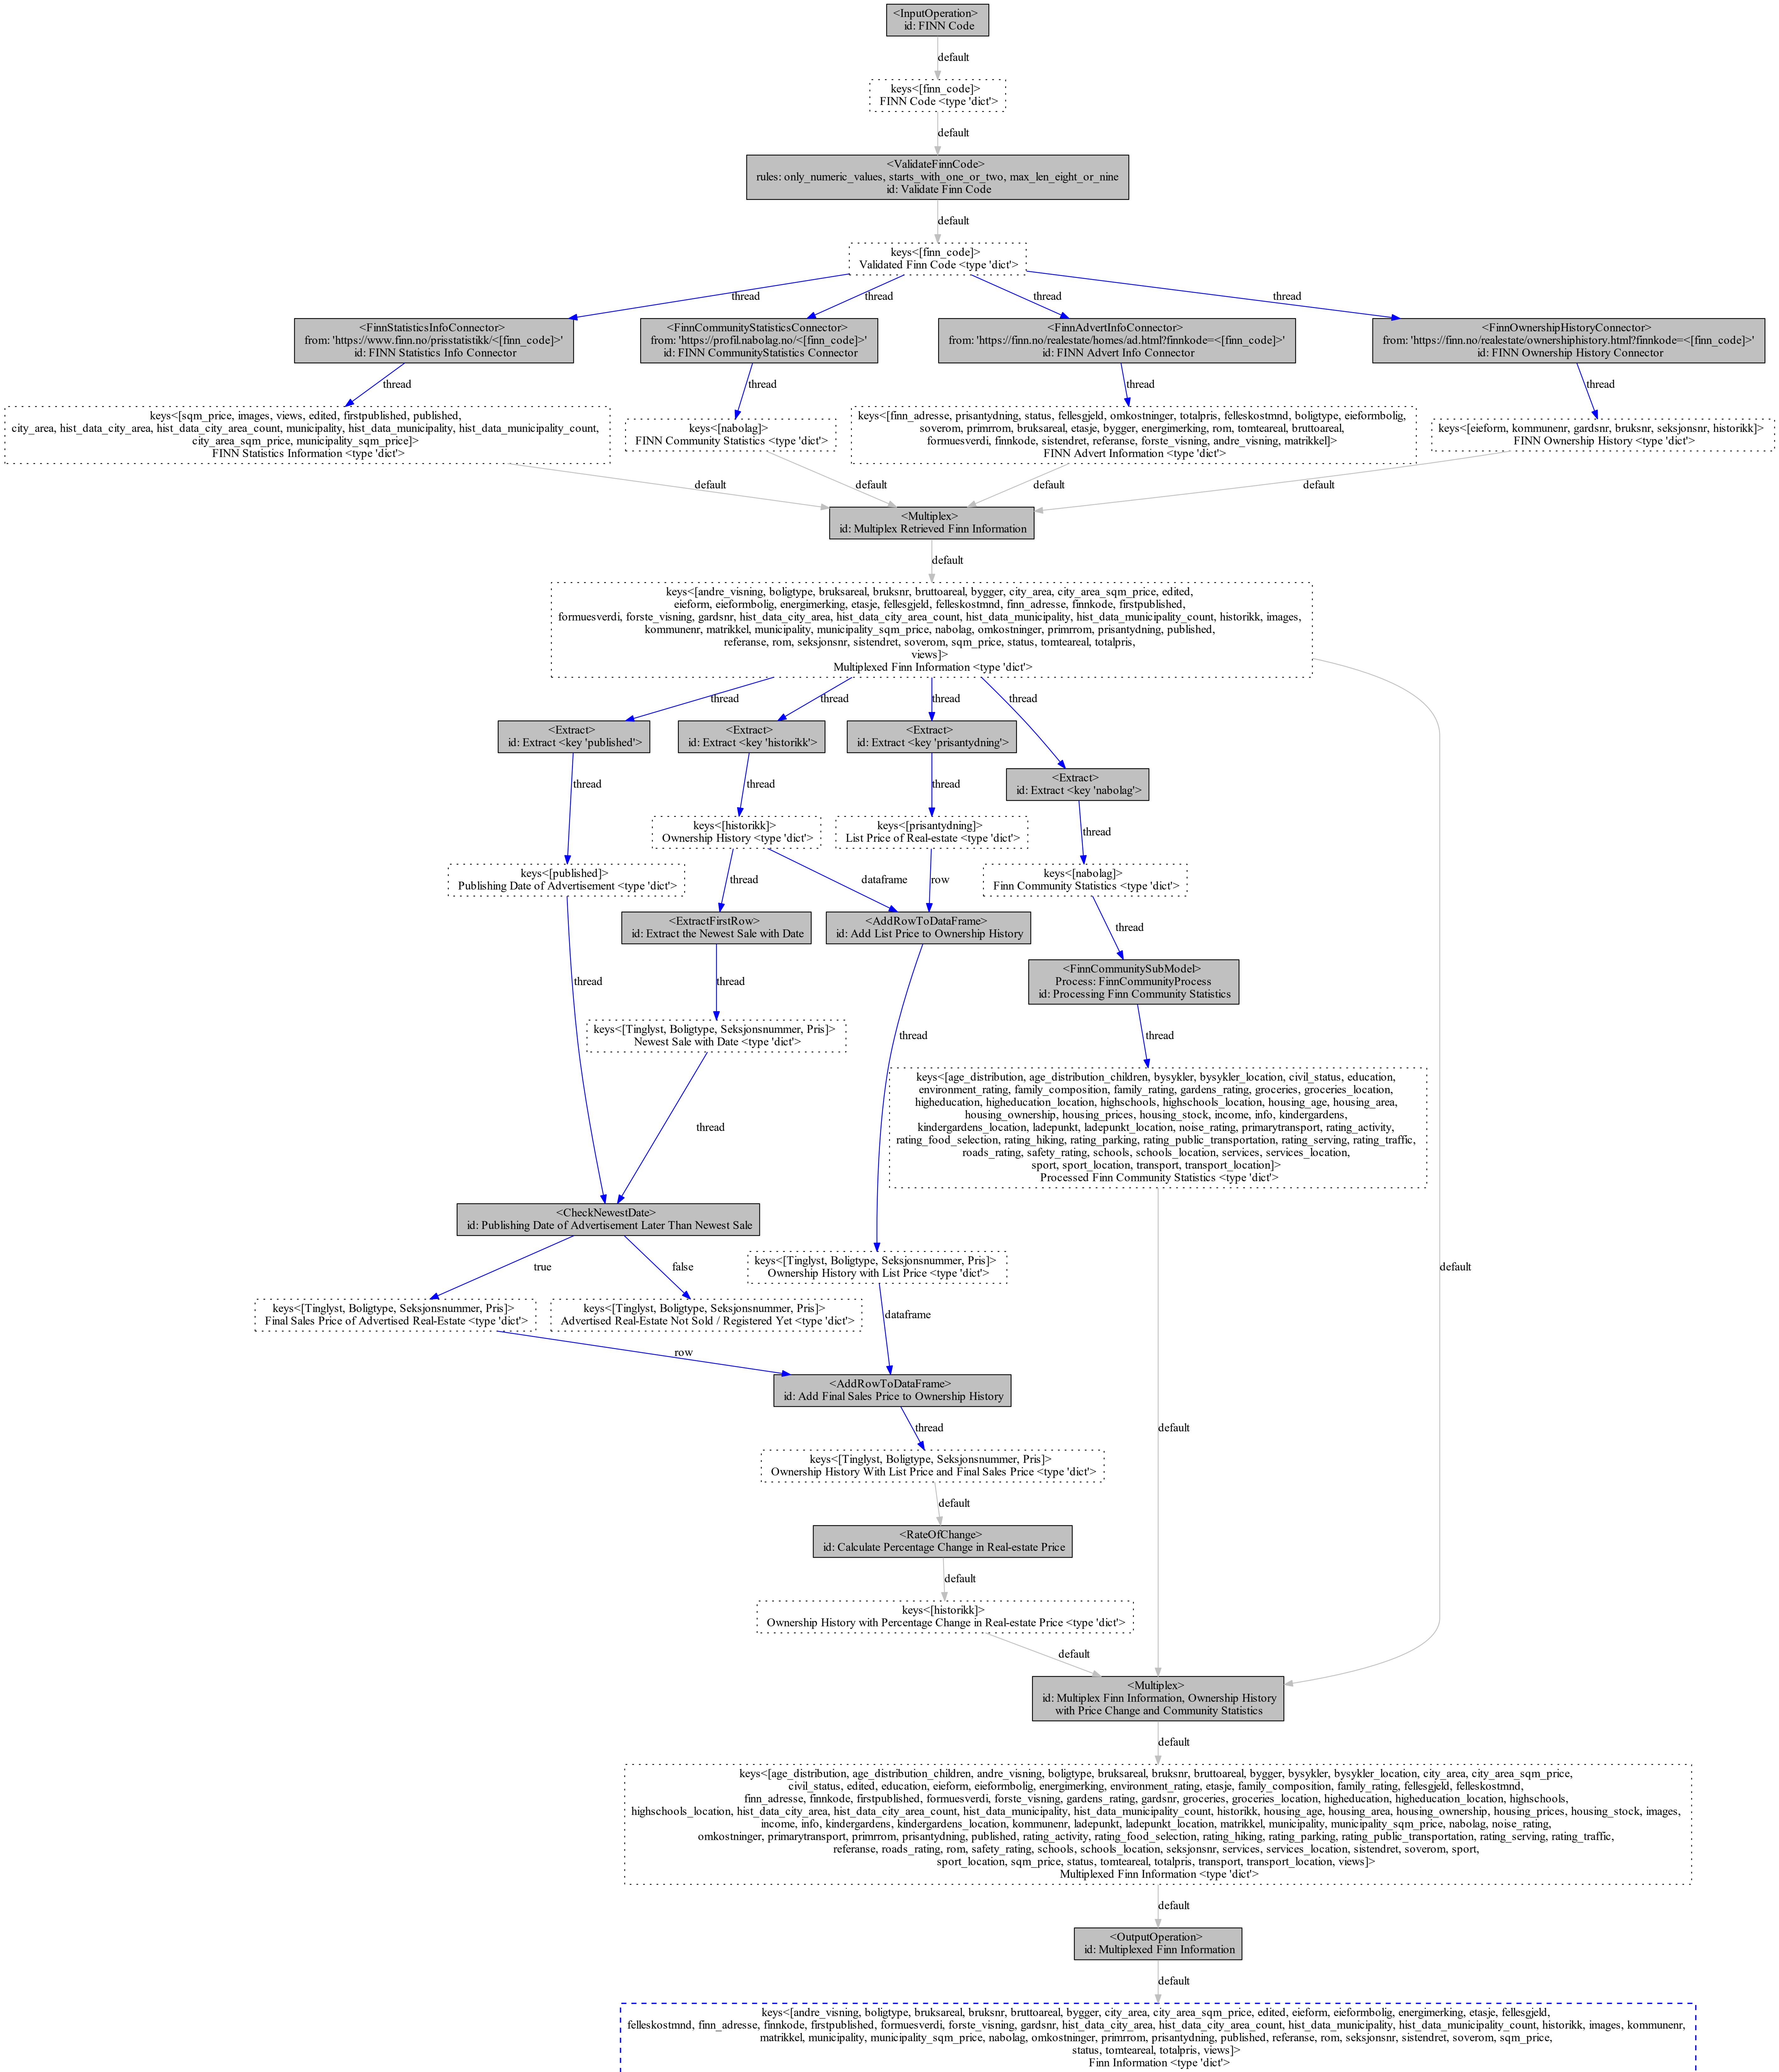 <InputOperation>
id: FINN Code
default
keys<[finn_code]>
FINN Code <type 'dict'>
default
<ValidateFinnCode>
rules: only_numeric_values, starts_with_one_or_two, max_len_eight_or_nine
id: Validate Finn Code
default
keys<[finn_code]>
Validated Finn Code <type 'dict'>
thread
thread
thread
thread
<FinnStatisticsInfoConnector>
from: 'https://www.finn.no/prisstatistikk/<[finn_code]>'
id: FINN Statistics Info Connector
<FinnCommunityStatisticsConnector>
from: 'https://profil.nabolag.no/<[finn_code]>'
id: FINN CommunityStatistics Connector
<FinnAdvertInfoConnector>
from: 'https://finn.no/realestate/homes/ad.html?finnkode=<[finn_code]>'
id: FINN Advert Info Connector
<FinnOwnershipHistoryConnector>
from: 'https://finn.no/realestate/ownershiphistory.html?finnkode=<[finn_code]>'
id: FINN Ownership History Connector
thread
thread
thread
thread
keys<[sqm_price, images, views, edited, firstpublished, published,
city_area, hist_data_city_area, hist_data_city_area_count, municipality, hist_data_municipality, hist_data_municipality_count,
city_area_sqm_price, municipality_sqm_price]>
FINN Statistics Information <type 'dict'>
keys<[nabolag]>
FINN Community Statistics <type 'dict'>
keys<[finn_adresse, prisantydning, status, fellesgjeld, omkostninger, totalpris, felleskostmnd, boligtype, eieformbolig,
soverom, primrrom, bruksareal, etasje, bygger, energimerking, rom, tomteareal, bruttoareal,
formuesverdi, finnkode, sistendret, referanse, forste_visning, andre_visning, matrikkel]>
FINN Advert Information <type 'dict'>
keys<[eieform, kommunenr, gardsnr, bruksnr, seksjonsnr, historikk]>
FINN Ownership History <type 'dict'>
default
default
default
default
<Multiplex>
id: Multiplex Retrieved Finn Information
default
keys<[andre_visning, boligtype, bruksareal, bruksnr, bruttoareal, bygger, city_area, city_area_sqm_price, edited,
eieform, eieformbolig, energimerking, etasje, fellesgjeld, felleskostmnd, finn_adresse, finnkode, firstpublished,
formuesverdi, forste_visning, gardsnr, hist_data_city_area, hist_data_city_area_count, hist_data_municipality, hist_data_municipality_count, historikk, images,
kommunenr, matrikkel, municipality, municipality_sqm_price, nabolag, omkostninger, primrrom, prisantydning, published,
referanse, rom, seksjonsnr, sistendret, soverom, sqm_price, status, tomteareal, totalpris,
views]>
Multiplexed Finn Information <type 'dict'>
thread
thread
thread
thread
<Extract>
id: Extract <key 'published'>
<Extract>
id: Extract <key 'historikk'>
<Extract>
id: Extract <key 'prisantydning'>
<Extract>
id: Extract <key 'nabolag'>
thread
thread
thread
thread
keys<[historikk]>
Ownership History <type 'dict'>
keys<[prisantydning]>
List Price of Real-estate <type 'dict'>
keys<[published]>
Publishing Date of Advertisement <type 'dict'>
keys<[nabolag]>
Finn Community Statistics <type 'dict'>
thread
dataframe
row
thread
<ExtractFirstRow>
id: Extract the Newest Sale with Date
<AddRowToDataFrame>
id: Add List Price to Ownership History
<FinnCommunitySubModel>
Process: FinnCommunityProcess
id: Processing Finn Community Statistics
thread
thread
thread
thread
keys<[Tinglyst, Boligtype, Seksjonsnummer, Pris]>
Newest Sale with Date <type 'dict'>
keys<[age_distribution, age_distribution_children, bysykler, bysykler_location, civil_status, education,
environment_rating, family_composition, family_rating, gardens_rating, groceries, groceries_location,
higheducation, higheducation_location, highschools, highschools_location, housing_age, housing_area,
housing_ownership, housing_prices, housing_stock, income, info, kindergardens,
kindergardens_location, ladepunkt, ladepunkt_location, noise_rating, primarytransport, rating_activity,
rating_food_selection, rating_hiking, rating_parking, rating_public_transportation, rating_serving, rating_traffic,
roads_rating, safety_rating, schools, schools_location, services, services_location,
sport, sport_location, transport, transport_location]>
Processed Finn Community Statistics <type 'dict'>
thread
<CheckNewestDate>
id: Publishing Date of Advertisement Later Than Newest Sale
true
false
keys<[Tinglyst, Boligtype, Seksjonsnummer, Pris]>
Ownership History with List Price <type 'dict'>
default
keys<[Tinglyst, Boligtype, Seksjonsnummer, Pris]>
Final Sales Price of Advertised Real-Estate <type 'dict'>
keys<[Tinglyst, Boligtype, Seksjonsnummer, Pris]>
Advertised Real-Estate Not Sold / Registered Yet <type 'dict'>
dataframe
row
<AddRowToDataFrame>
id: Add Final Sales Price to Ownership History
thread
default
keys<[Tinglyst, Boligtype, Seksjonsnummer, Pris]>
Ownership History With List Price and Final Sales Price <type 'dict'>
default
<RateOfChange>
id: Calculate Percentage Change in Real-estate Price
default
keys<[historikk]>
Ownership History with Percentage Change in Real-estate Price <type 'dict'>
default
<Multiplex>
id: Multiplex Finn Information, Ownership History
with Price Change and Community Statistics
default
keys<[age_distribution, age_distribution_children, andre_visning, boligtype, bruksareal, bruksnr, bruttoareal, bygger, bysykler, bysykler_location, city_area, city_area_sqm_price,
civil_status, edited, education, eieform, eieformbolig, energimerking, environment_rating, etasje, family_composition, family_rating, fellesgjeld, felleskostmnd,
finn_adresse, finnkode, firstpublished, formuesverdi, forste_visning, gardens_rating, gardsnr, groceries, groceries_location, higheducation, higheducation_location, highschools,
highschools_location, hist_data_city_area, hist_data_city_area_count, hist_data_municipality, hist_data_municipality_count, historikk, housing_age, housing_area, housing_ownership, housing_prices, housing_stock, images,
income, info, kindergardens, kindergardens_location, kommunenr, ladepunkt, ladepunkt_location, matrikkel, municipality, municipality_sqm_price, nabolag, noise_rating,
omkostninger, primarytransport, primrrom, prisantydning, published, rating_activity, rating_food_selection, rating_hiking, rating_parking, rating_public_transportation, rating_serving, rating_traffic,
referanse, roads_rating, rom, safety_rating, schools, schools_location, seksjonsnr, services, services_location, sistendret, soverom, sport,
sport_location, sqm_price, status, tomteareal, totalpris, transport, transport_location, views]>
Multiplexed Finn Information <type 'dict'>
default
<OutputOperation>
id: Multiplexed Finn Information
default
keys<[andre_visning, boligtype, bruksareal, bruksnr, bruttoareal, bygger, city_area, city_area_sqm_price, edited, eieform, eieformbolig, energimerking, etasje, fellesgjeld,
felleskostmnd, finn_adresse, finnkode, firstpublished, formuesverdi, forste_visning, gardsnr, hist_data_city_area, hist_data_city_area_count, hist_data_municipality, hist_data_municipality_count, historikk, images, kommunenr,
matrikkel, municipality, municipality_sqm_price, nabolag, omkostninger, primrrom, prisantydning, published, referanse, rom, seksjonsnr, sistendret, soverom, sqm_price,
status, tomteareal, totalpris, views]>
Finn Information <type 'dict'>